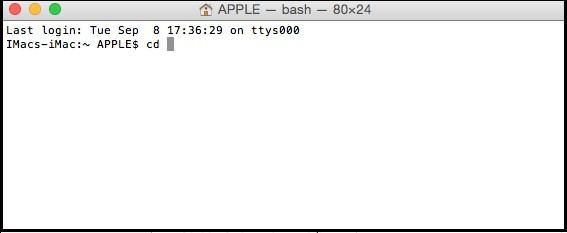 APPLE — bash — 80×24
Last login: Tue Sep  8 17:36:29 on ttys000
IMacs-iMac:~ APPLE$ cd